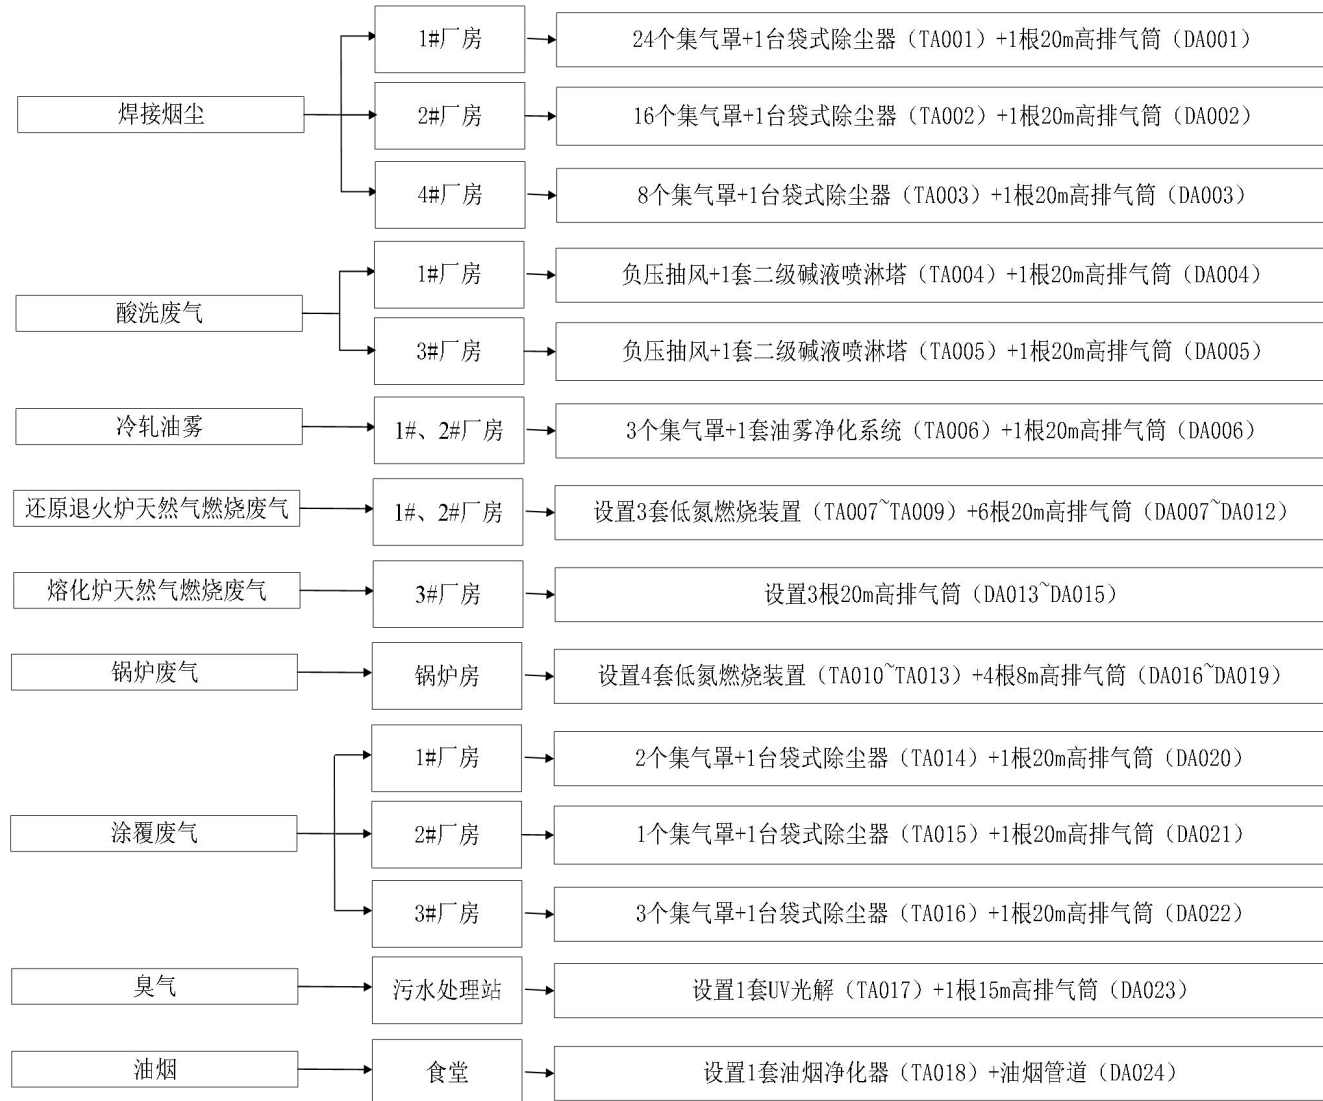 焊接烟尘
1#厂房
24个集气罩+1台袋式除尘器（TA001）+1根20m高排气筒（DA001）
2#厂房
16个集气罩+1台袋式除尘器（TA002）+1根20m高排气筒（DA002）
4#厂房
8个集气罩+1台袋式除尘器（TA003）+1根20m高排气筒（DA003）
酸洗废气
1#厂房
负压抽风+1套二级碱液喷淋塔（TA004）+1根20m高排气筒（DA004）
3#厂房
负压抽风+1套二级碱液喷淋塔（TA005）+1根20m高排气筒（DA005）
冷轧油雾
1#、2#厂房
3个集气罩+1套油雾净化系统（TA006）+1根20m高排气筒（DA006）
还原退火炉天然气燃烧废气
1#、2#厂房
设置3套低氮燃烧装置（TA007~TA009）+6根20m高排气筒（DA007~DA012）
熔化炉天然气燃烧废气
3#厂房
设置3根20m高排气筒（DA013~DA015）
锅炉废气
锅炉房
设置4套低氮燃烧装置（TA010~TA013）+4根8m高排气筒（DA016~DA019）
涂覆废气
1#厂房
2个集气罩+1台袋式除尘器（TA014）+1根20m高排气筒（DA020）
2#厂房
1个集气罩+1台袋式除尘器（TA015）+1根20m高排气筒（DA021）
3#厂房
3个集气罩+1台袋式除尘器（TA016）+1根20m高排气筒（DA022）
臭气
污水处理站
设置1套UV光解（TA017）+1根15m高排气筒（DA023）
油烟
食堂
设置1套油烟净化器（TA018）+油烟管道（DA024）